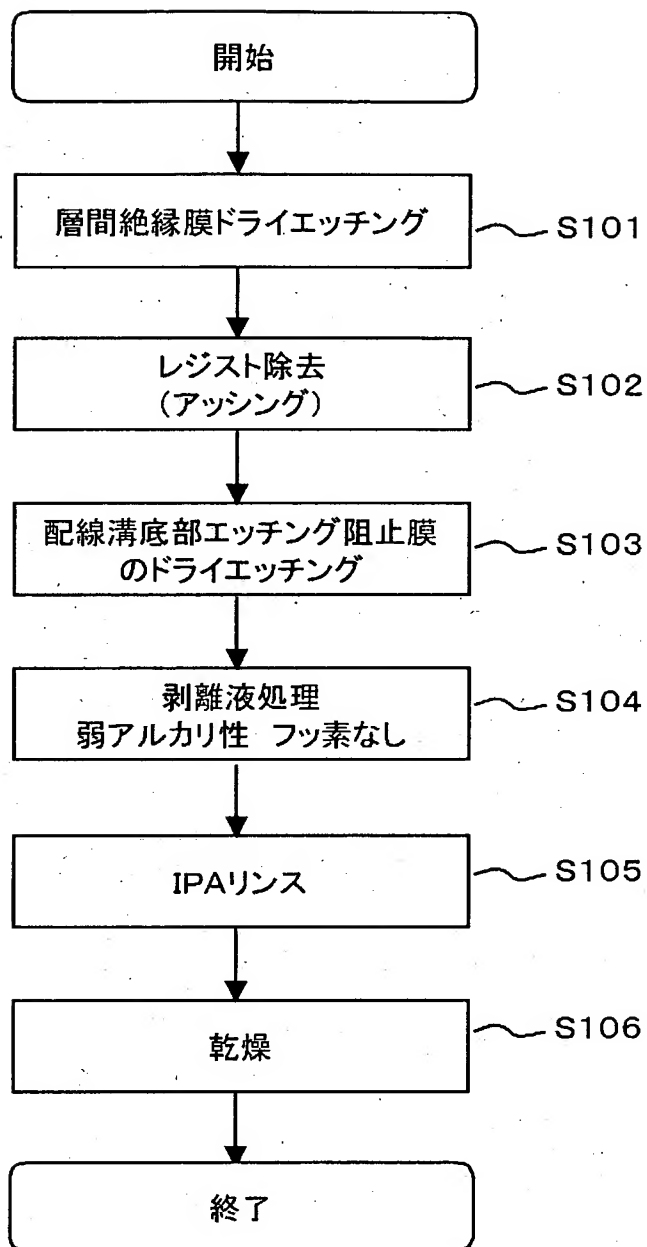 開始
層間絶縁膜ドライエッチング
S101
レジスト除去
(アッシング)
S102
配線溝底部エッチング阻止膜
のドライエッチング
S103
剥離液処理
弱アルカリ性 フッ素なし
S104
IPAリンス
S105
乾燥
S106
終了